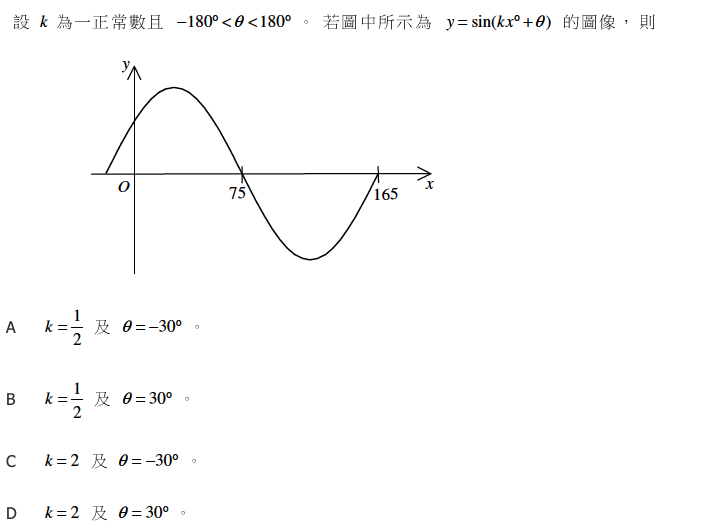 設 k 為一正常數且 −180° < θ < 180° 。 若圖中所示為 y = sin(kx° + θ) 的圖像，則
y
O
75
165
x
A k = 1/2 及 θ = −30° 。
B k = 1/2 及 θ = 30° 。
C k = 2 及 θ = −30° 。
D k = 2 及 θ = 30° 。